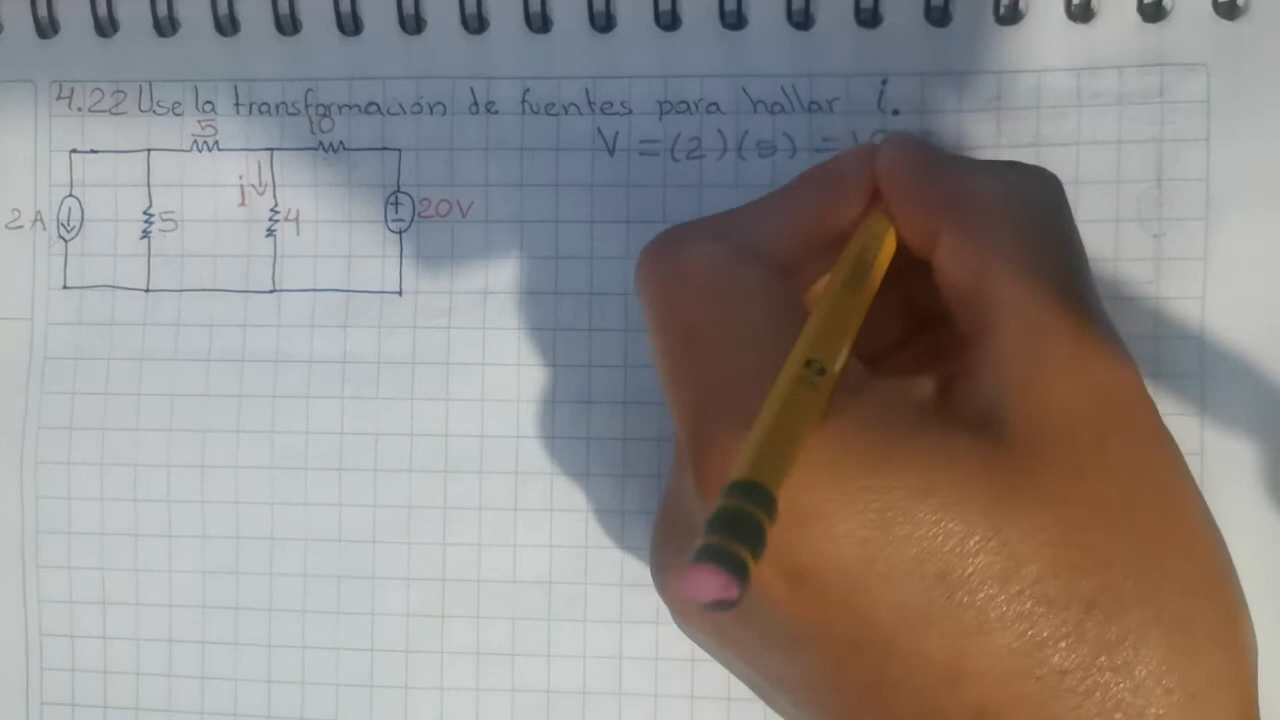 4.22 Use la transformación de fuentes para hallar i.
V = (2)(5) =
5
10
2A
5
i
4
+
-
20V